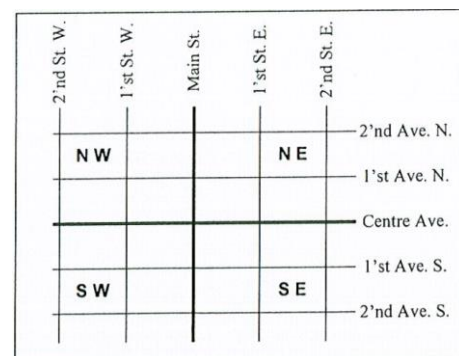 2'nd St. W.
1'st St. W.
Main St.
1'st St. E.
2'nd St. E.
2'nd Ave. N.
N W
N E
1'st Ave. N.
Centre Ave.
1'st Ave. S.
S W
S E
2'nd Ave. S.